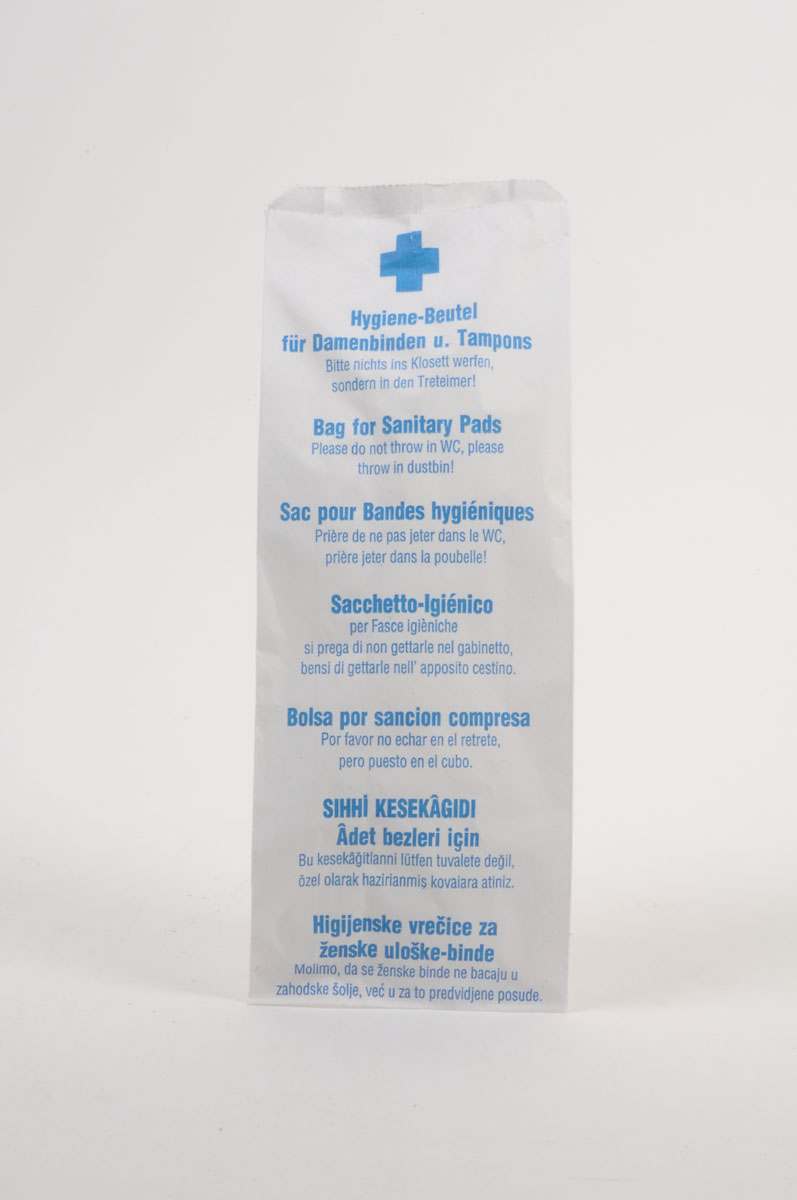 Hygiene-Beutel
für Damenbinden u. Tampons
Bitte nichts ins Klosett werfen,
sondern in den Treteimer!
Bag for Sanitary Pads
Please do not throw in WC, please
throw in dustbin!
Sac pour Bandes hygiéniques
Prière de ne pas jeter dans le WC,
prière jeter dans la poubelle!
Sacchetto-Igiénico
per Fasce igièniche
si prega di non gettarle nel gabinetto,
bensi di gettarle nell' apposito cestino.
Bolsa por sancion compresa
Por favor no echar en el retrete,
pero puesto en el cubo.
SIHHİ KESEKÂGIDI
Âdet bezleri için
Bu kesekâğitlanni lütfen tuvalete değil,
özel olarak hazirianmiş kovaiara atiniz.
Higijenske vrečice za
ženske uloške-binde
Molimo, da se ženske binde ne bacaju u
zahodske šolje, već u za to predvidjene posude.